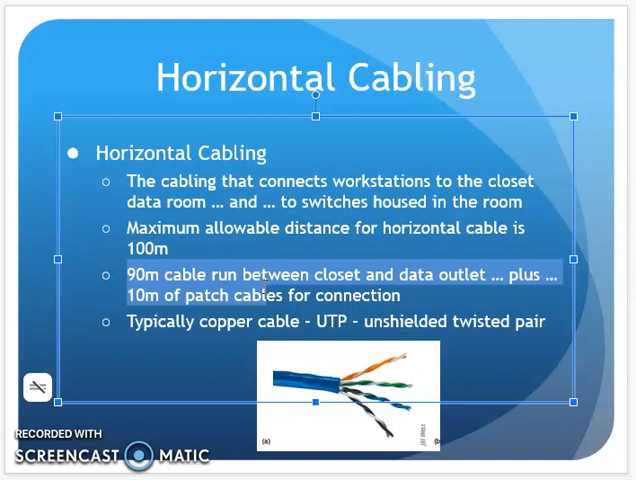 Horizontal Cabling
Horizontal Cabling
The cabling that connects workstations to the closet
data room … and … to switches housed in the room
Maximum allowable distance for horizontal cable is
100m
90m cable run between closet and data outlet … plus …
10m of patch cables for connection
Typically copper cable – UTP – unshielded twisted pair
(a)
Jill West
(b
RECORDED WITH
SCREENCAST MATIC